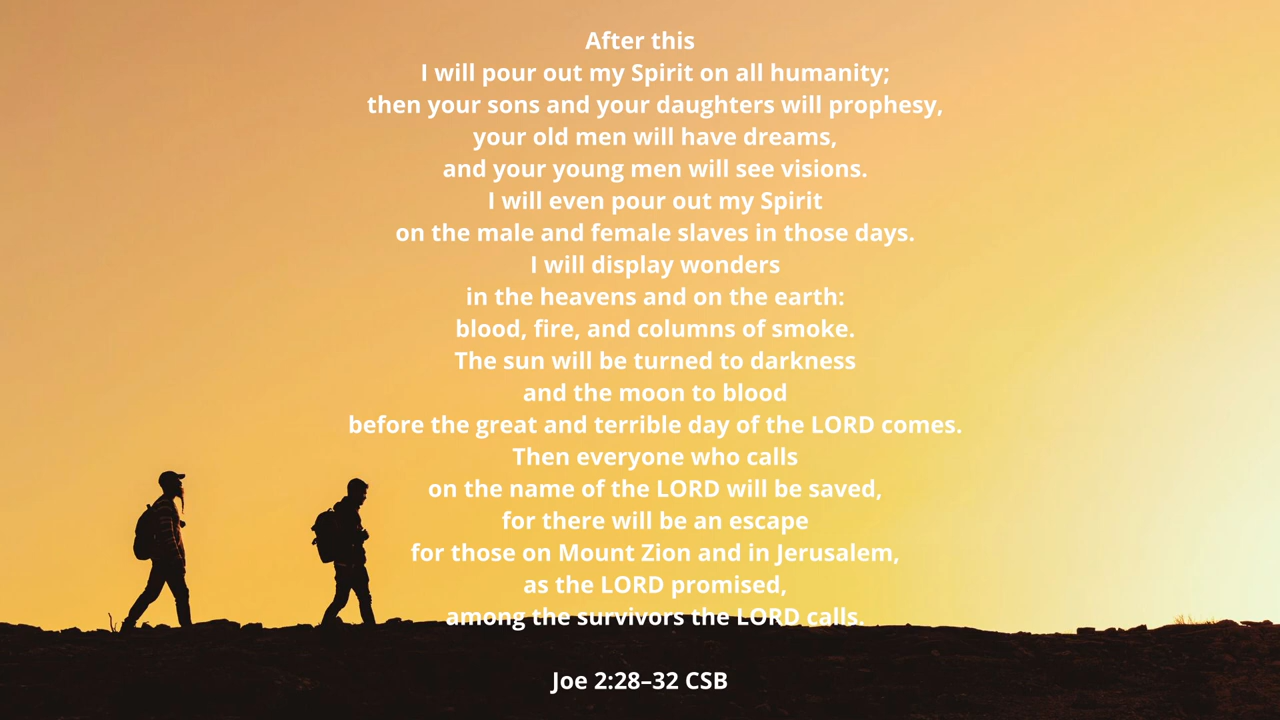 After this
I will pour out my Spirit on all humanity;
then your sons and your daughters will prophesy,
your old men will have dreams,
and your young men will see visions.
I will even pour out my Spirit
on the male and female slaves in those days.
I will display wonders
in the heavens and on the earth:
blood, fire, and columns of smoke.
The sun will be turned to darkness
and the moon to blood
before the great and terrible day of the LORD comes.
Then everyone who calls
on the name of the LORD will be saved,
for there will be an escape
for those on Mount Zion and in Jerusalem,
as the LORD promised,
among the survivors the LORD calls.
Joe 2:28–32 CSB